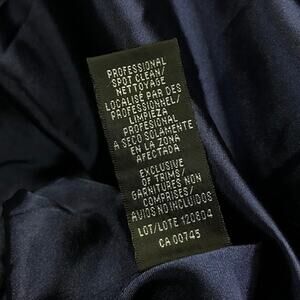 PROFESSIONAL
SPOT CLEAN/
NETTOYAGE
LOCALISÉ PAR DES
PROFESSIONNEL/
LIMPIEZA
PROFESIONAL
A SECO SOLAMENTE
EN LA ZONA
AFECTADA
EXCLUSIVE
OF TRIMS/
GARNITURES NON
COMPRISES/
AVIOS NO INCLUIDOS
LOT/LOTE 120804
CA 00745